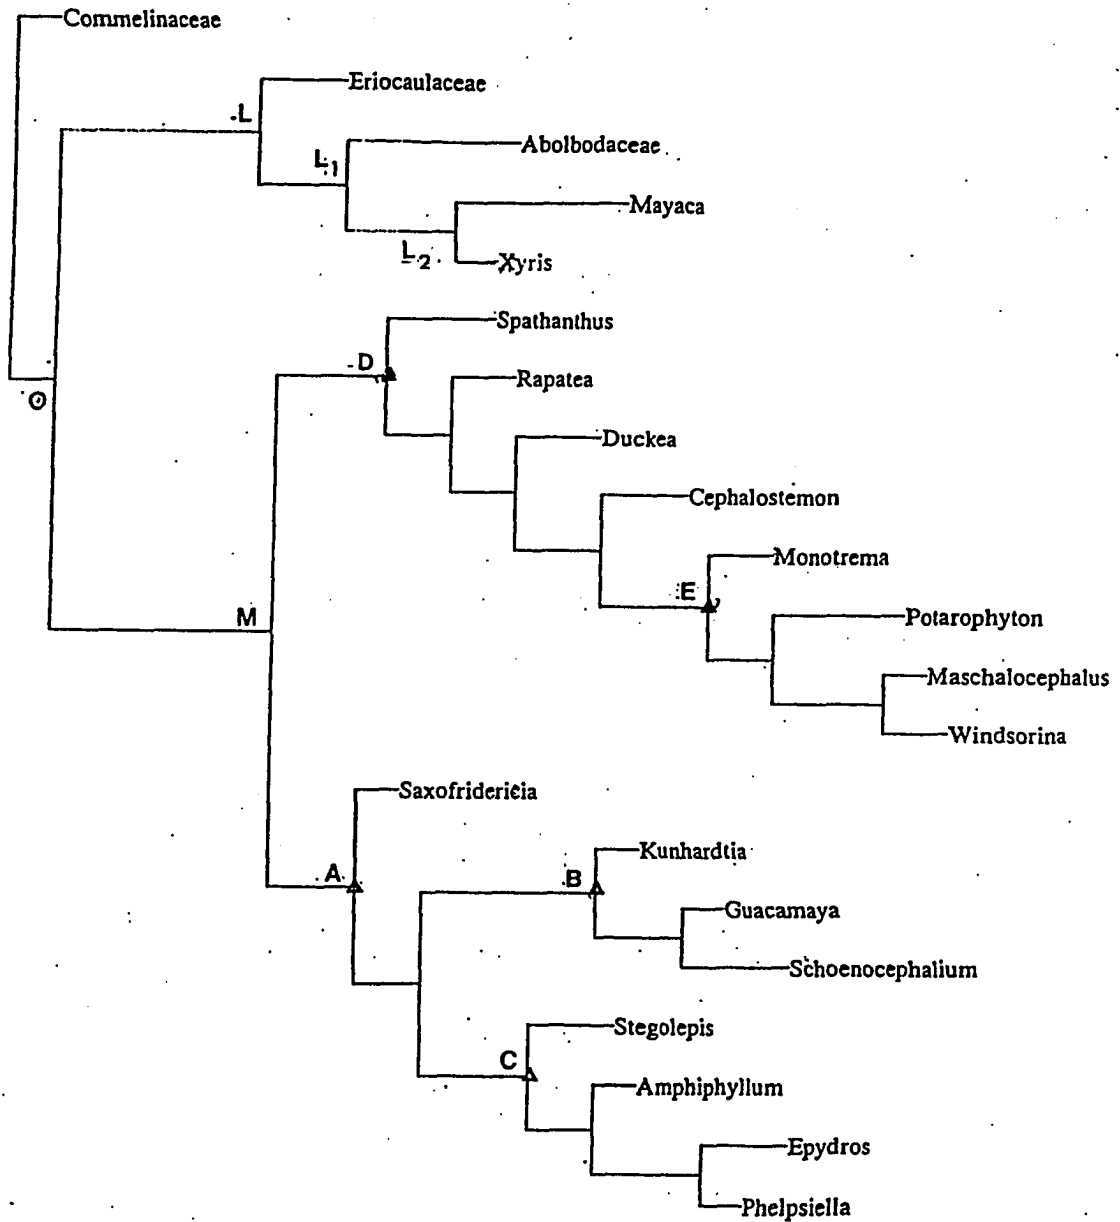 Commelinaceae
Eriocaulaceae
L
Abolbodaceae
L1
Mayaca
L2
Xyris
Spathanthus
D
Rapatea
O
Duckea
Cephalostemon
Monotrema
E
M
Potarophyton
Maschalocephalus
Windsorina
Saxofridericia
Kunhardtia
A
B
Guacamaya
Schoenocephalium
Stegolepis
C
Amphiphyllum
Epydros
Phelpsiella